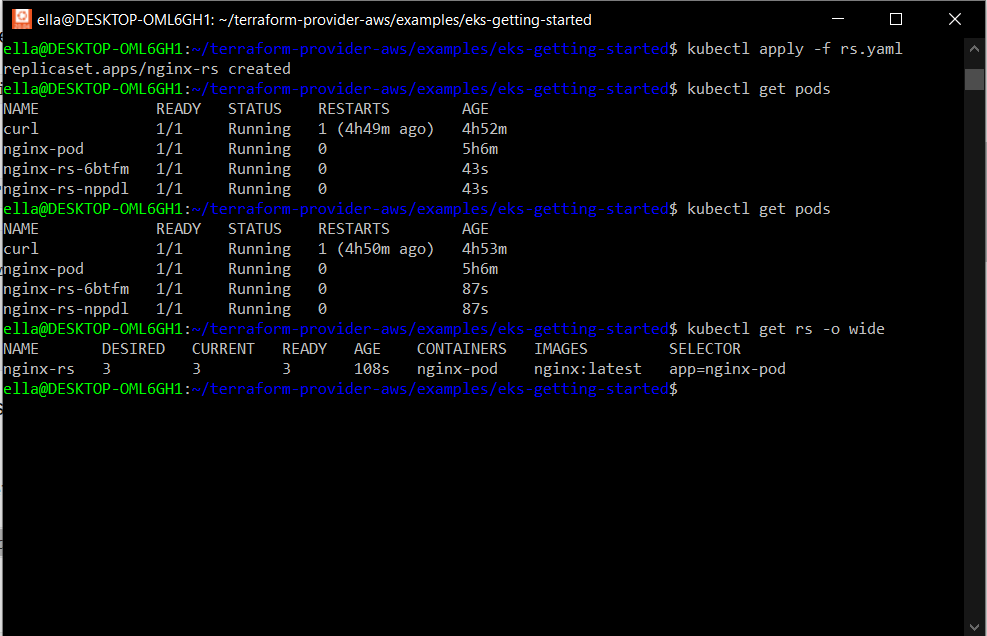 ella@DESKTOP-OML6GH1: ~/terraform-provider-aws/examples/eks-getting-started
ella@DESKTOP-OML6GH1:~/terraform-provider-aws/examples/eks-getting-started$ kubectl apply -f rs.yaml
replicaset.apps/nginx-rs created
ella@DESKTOP-OML6GH1:~/terraform-provider-aws/examples/eks-getting-started$ kubectl get pods
NAME             READY   STATUS    RESTARTS        AGE
curl             1/1     Running   1 (4h49m ago)   4h52m
nginx-pod        1/1     Running   0               5h6m
nginx-rs-6btfm   1/1     Running   0               43s
nginx-rs-nppdl   1/1     Running   0               43s
ella@DESKTOP-OML6GH1:~/terraform-provider-aws/examples/eks-getting-started$ kubectl get pods
NAME             READY   STATUS    RESTARTS        AGE
curl             1/1     Running   1 (4h50m ago)   4h53m
nginx-pod        1/1     Running   0               5h6m
nginx-rs-6btfm   1/1     Running   0               87s
nginx-rs-nppdl   1/1     Running   0               87s
ella@DESKTOP-OML6GH1:~/terraform-provider-aws/examples/eks-getting-started$ kubectl get rs -o wide
NAME       DESIRED   CURRENT   READY   AGE    CONTAINERS   IMAGES         SELECTOR
nginx-rs   3         3         3       108s   nginx-pod    nginx:latest   app=nginx-pod
ella@DESKTOP-OML6GH1:~/terraform-provider-aws/examples/eks-getting-started$